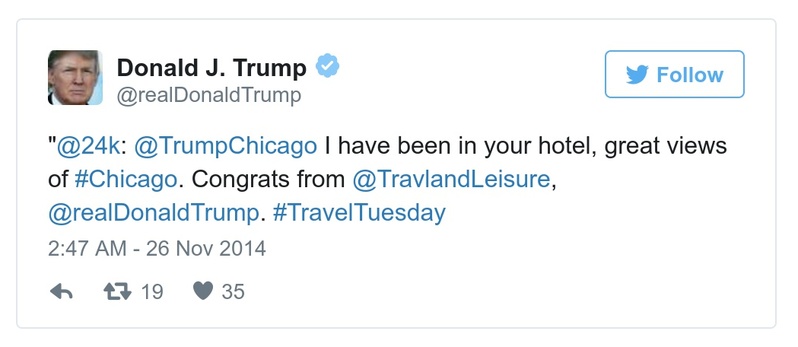 Donald J. Trump
@realDonaldTrump
Follow
"@24k: @TrumpChicago I have been in your hotel, great views
of #Chicago. Congrats from @TravlandLeisure,
@realDonaldTrump. #TravelTuesday
2:47 AM - 26 Nov 2014
19 35